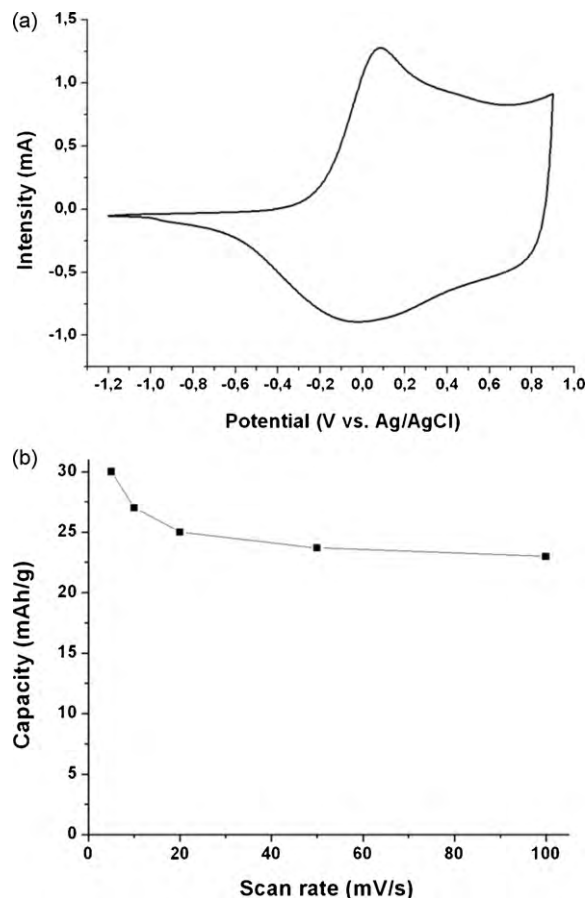 (a)
1,5
1,0
0,5
0,0
-0,5
-1,0
Intensity (mA)
-1,2 -1,0 -0,8 -0,6 -0,4 -0,2 0,0 0,2 0,4 0,6 0,8 1,0
Potential (V vs. Ag/AgCl)
(b)
30
25
20
15
10
5
0
Capacity (mAh/g)
0 20 40 60 80 100
Scan rate (mV/s)